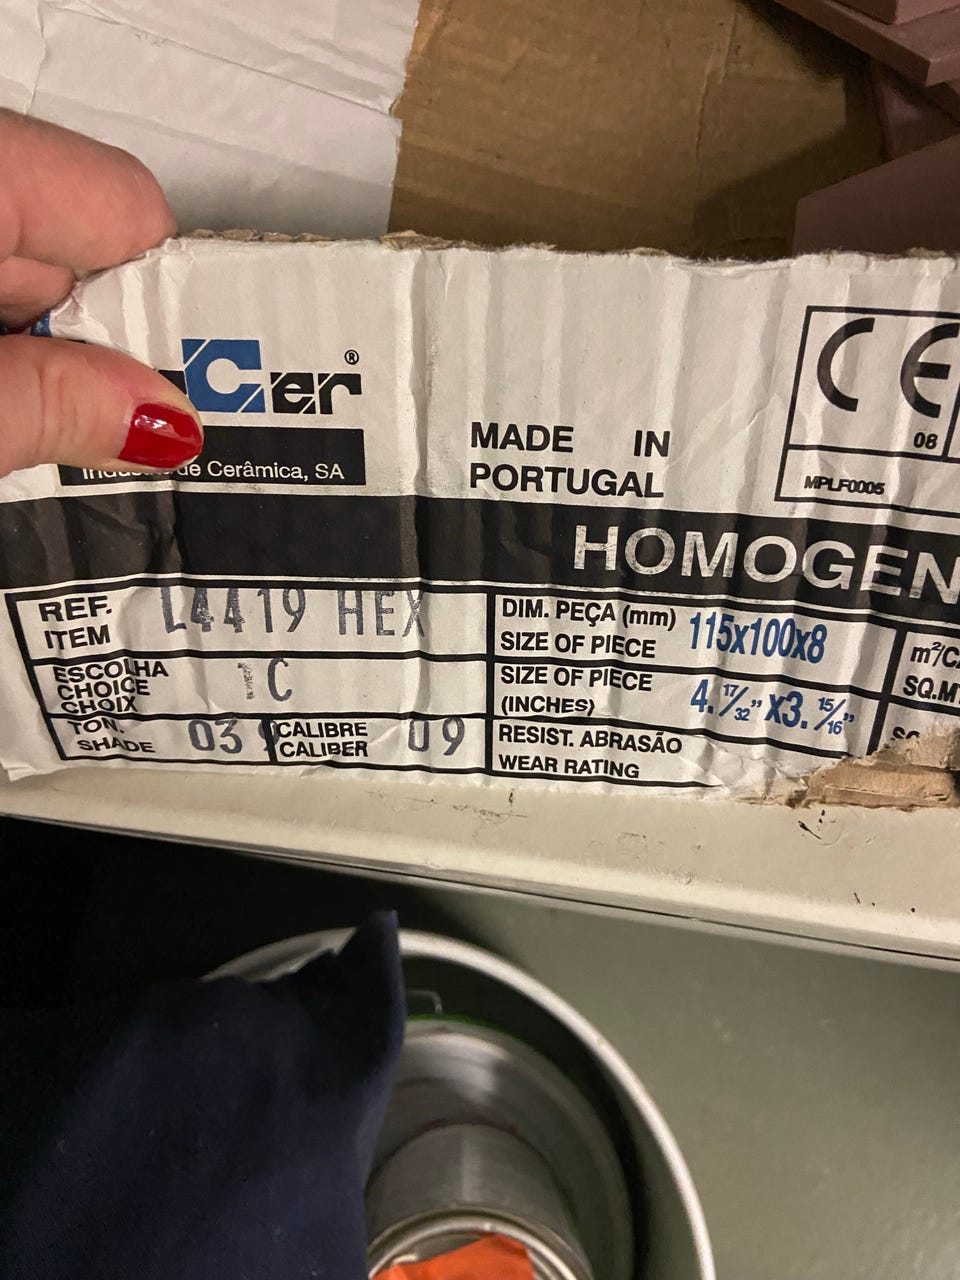 Cer®
de Cerâmica, SA
MADE IN
PORTUGAL
CE
08
MPLF0005
HOMOGEN
REF.
ITEM
L4419 HEX
DIM. PEÇA (mm)
SIZE OF PIECE
115x100x8
m²/C
SQ.M
ESCOLHA
CHOICE
CHOIX
1C
SIZE OF PIECE
(INCHES)
4. 17/32" x3. 15/16"
TON.
SHADE
03
CALIBRE
CALIBER
09
RESIST. ABRASÃO
WEAR RATING